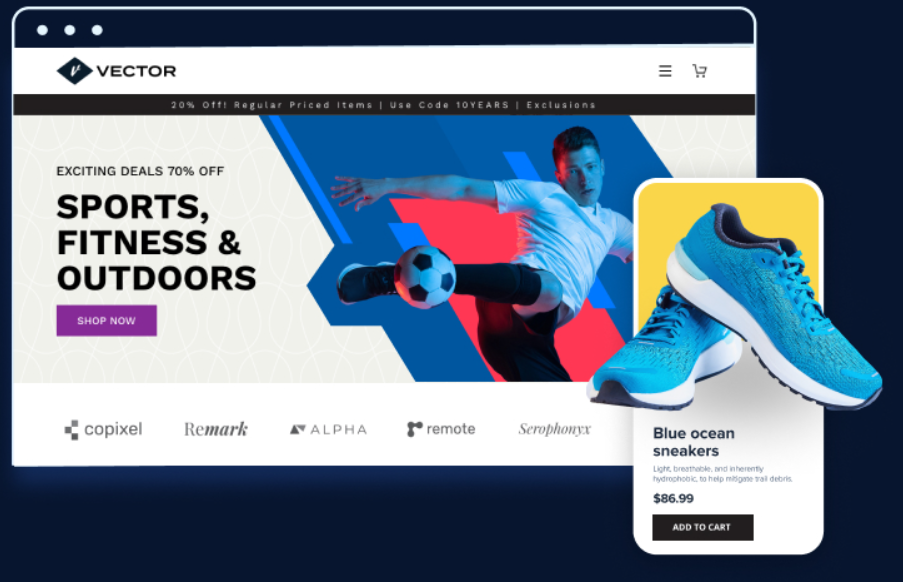 VECTOR
20% Off! Regular Priced Items | Use Code 10YEARS | Exclusions
EXCITING DEALS 70% OFF
SPORTS,
FITNESS &
OUTDOORS
SHOP NOW
copixel
Remark
ALPHA
remote
Serophonyx
Blue ocean
sneakers
Light, breathable, and inherently
hydrophobic, to help mitigate trail debris.
$86.99
ADD TO CART